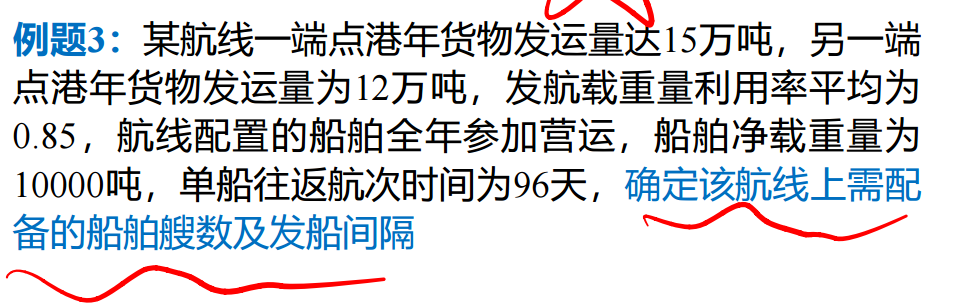 例题3：某航线一端点港年货物发运量达15万吨，另一端
点港年货物发运量为12万吨，发航载重量利用率平均为
0.85，航线配置的船舶全年参加营运，船舶净载重量为
10000吨，单船往返航次时间为96天，确定该航线上需配
备的船舶艘数及发船间隔